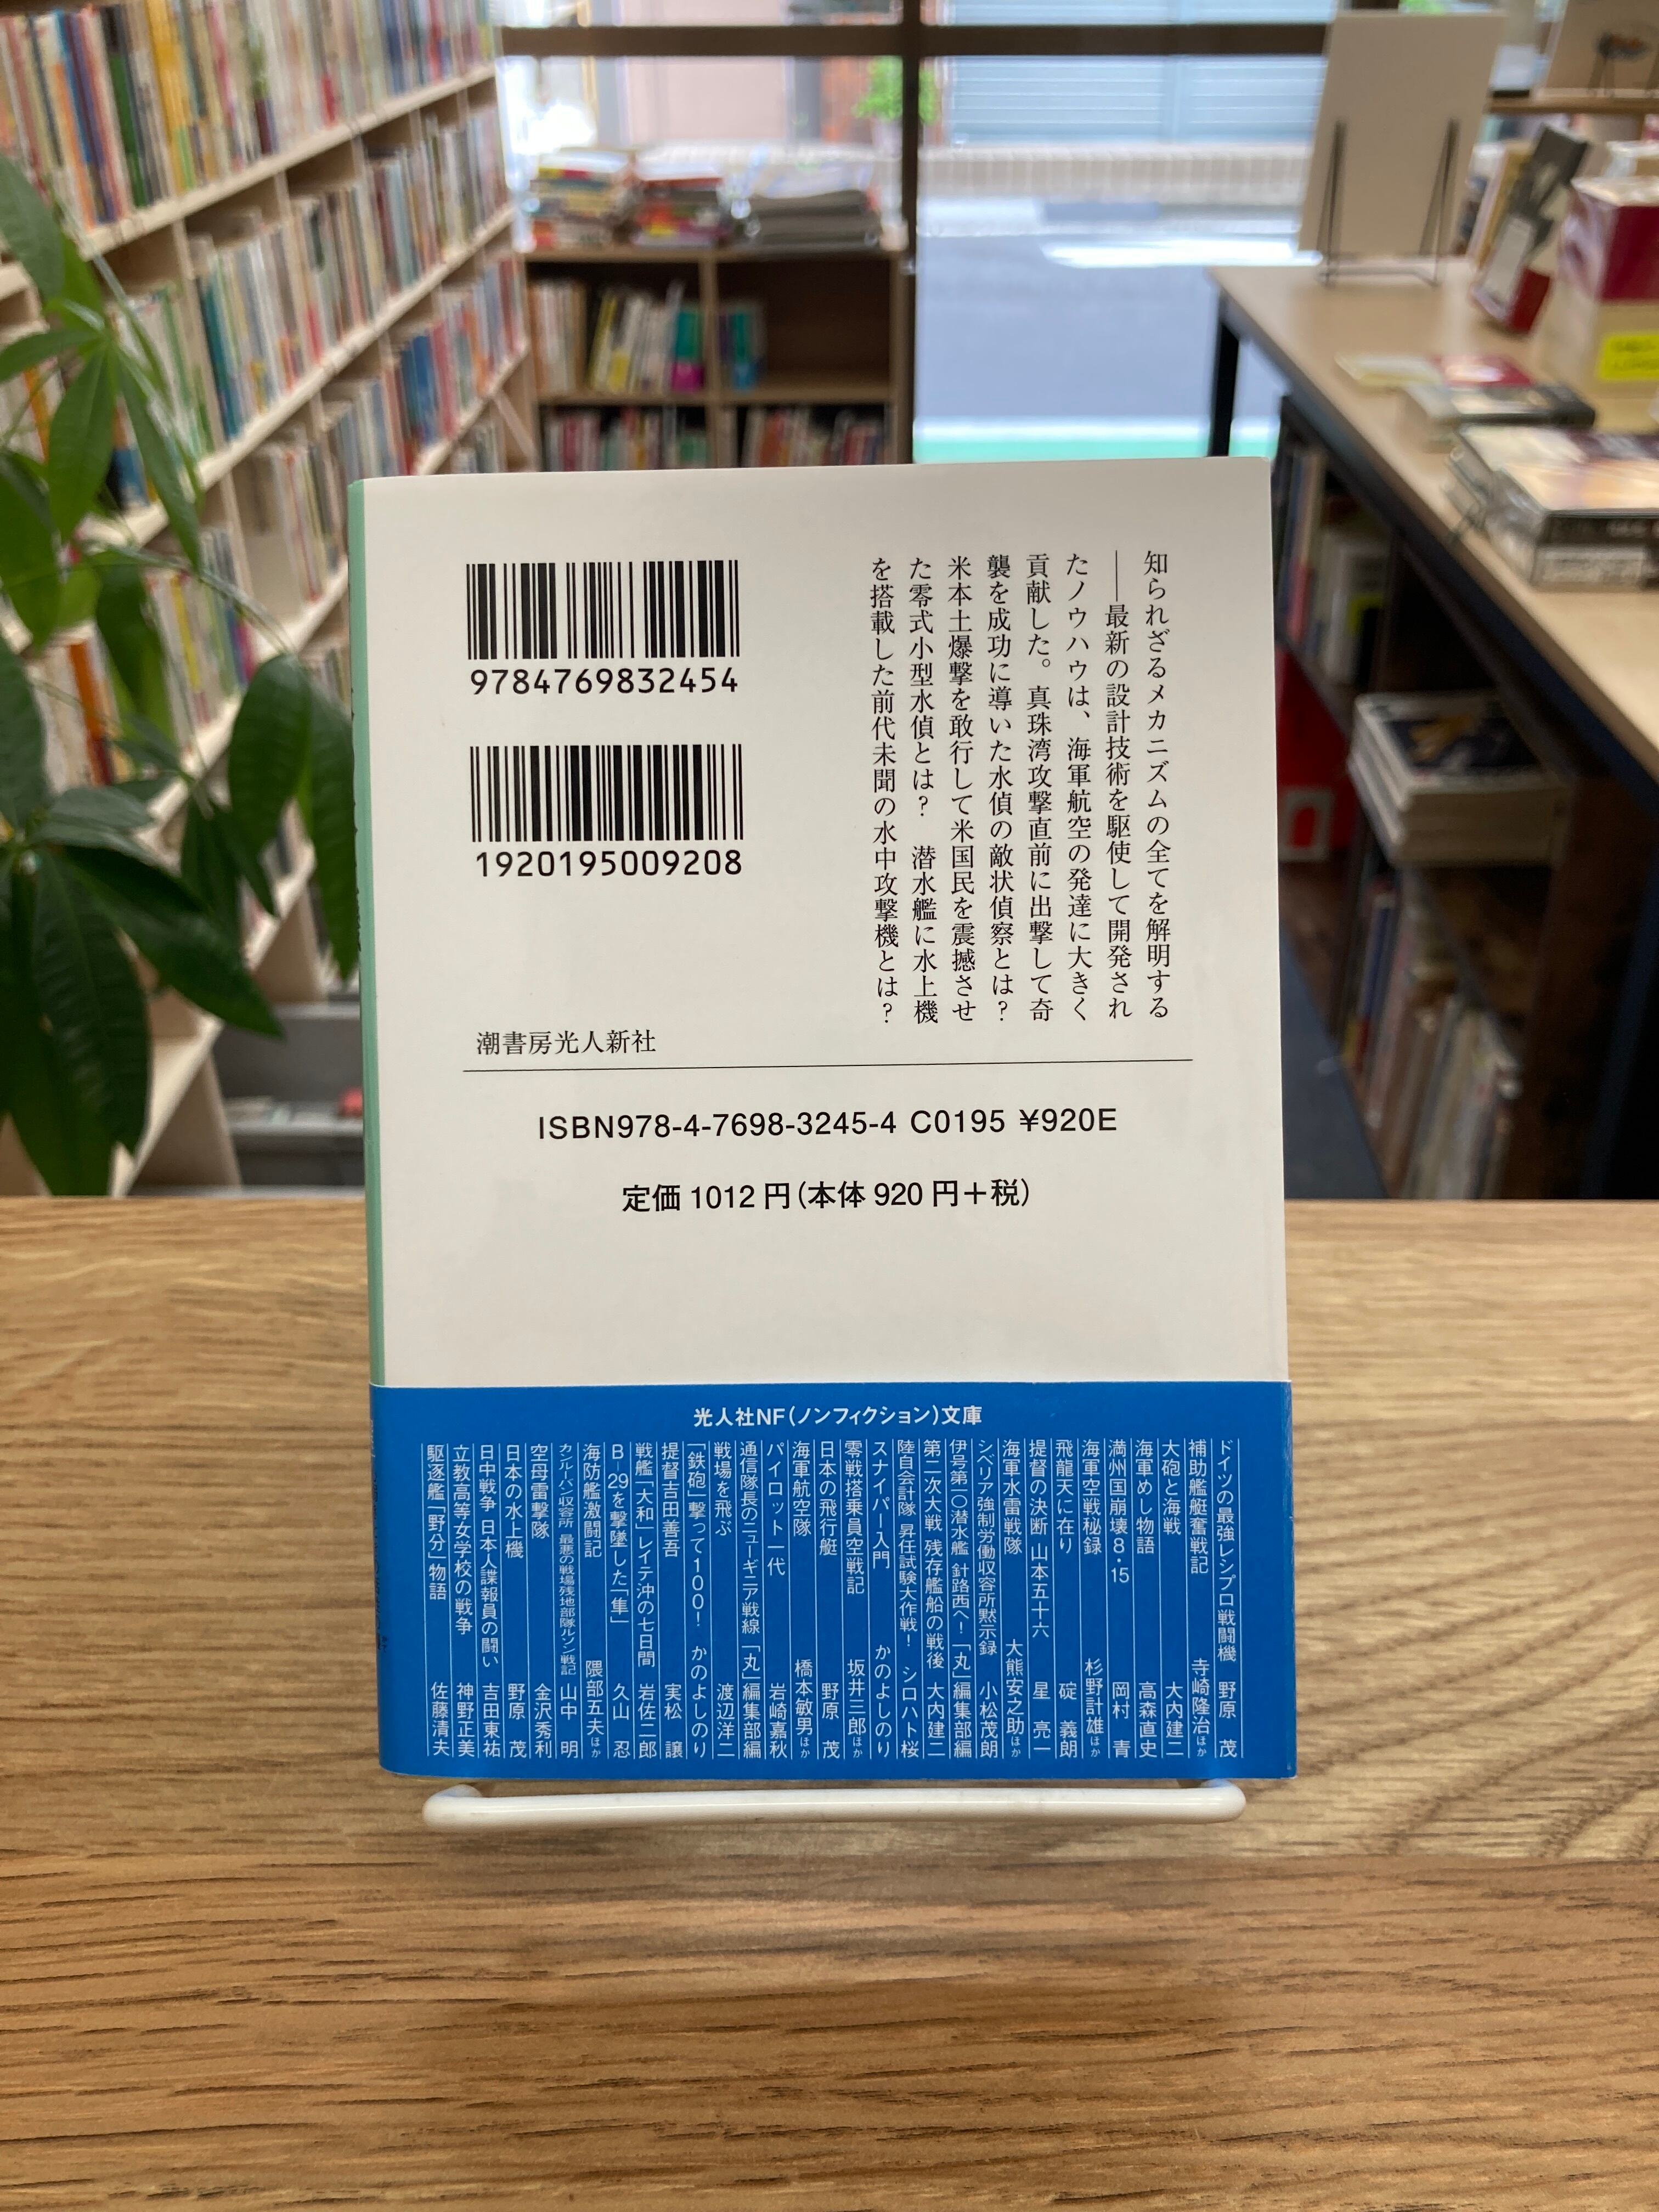 知られざるメカニズムの全てを解明する
――最新の設計技術を駆使して開発され
たノウハウは、海軍航空の発達に大きく
貢献した。真珠湾攻撃直前に出撃して奇
襲を成功に導いた水偵の敵状偵察とは?
米本土爆撃を敢行して米国民を震撼させ
た零式小型水偵とは? 潜水艦に水上機
を搭載した前代未聞の水中攻撃機とは?
9784769832454
1920195009208
潮書房光人新社
ISBN978-4-7698-3245-4 C0195 ¥920E
定価 1012 円(本体 920 円+税)
光人社NF(ノンフィクション)文庫
ドイツの最強レシプロ戦闘機 野原 茂
補助艦艇奮戦記 寺崎隆治ほか
大砲と海戦 大内建二
海軍めし物語 高森直史
満州国崩壊8・15 岡村 青
海軍空戦秘録 杉野計雄ほか
飛龍天に在り 碇 義朗
提督の決断 山本五十六 星 亮一
海軍水雷戦隊 大熊安之助ほか
シベリア強制労働収容所黙示録 小松茂朗
伊号第一〇潜水艦 針路西へ! 「丸」編集部編
第二次大戦 残存艦船の戦後 大内建二
陸自会計隊 昇任試験大作戦! シロハト桜
スナイパー入門 かのよしのり
零戦搭乗員空戦記 坂井三郎ほか
日本の飛行艇 野原 茂
海軍航空隊 橋本敏男ほか
パイロット一代 岩崎嘉秋
通信隊長のニューギニア戦線 「丸」編集部編
戦場を飛ぶ 渡辺洋二
「鉄砲」撃って100! かのよしのり
提督吉田善吾 実松 譲
戦艦「大和」レイテ沖の七日間 岩佐二郎
B-29を撃墜した「隼」 久山 忍
海防艦激闘記 隈部五夫ほか
カンルーバン収容所 最悪の戦場残地部隊ルソン戦記 山中 明
空母雷撃隊 金沢秀利
日本の水上機 野原 茂
日中戦争 日本人諜報員の闘い 吉田東祐
立教高等女学校の戦争 神野正美
駆逐艦「野分」物語 佐藤清夫